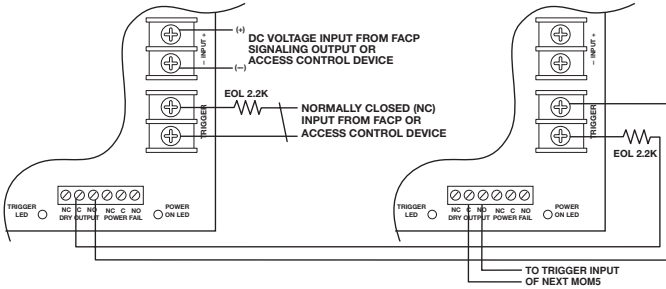 (+)
DC VOLTAGE INPUT FROM FACP
SIGNALING OUTPUT OR
ACCESS CONTROL DEVICE
(–)
– INPUT +
EOL 2.2K
TRIGGER
NORMALLY CLOSED (NC)
INPUT FROM FACP OR
ACCESS CONTROL DEVICE
TRIGGER
LED
NC C NO NC C NO
DRY OUTPUT POWER FAIL
POWER
ON LED
– INPUT +
TRIGGER
EOL 2.2K
TRIGGER
LED
NC C NO NC C NO
DRY OUTPUT POWER FAIL
POWER
ON LED
TO TRIGGER INPUT
OF NEXT MOM5